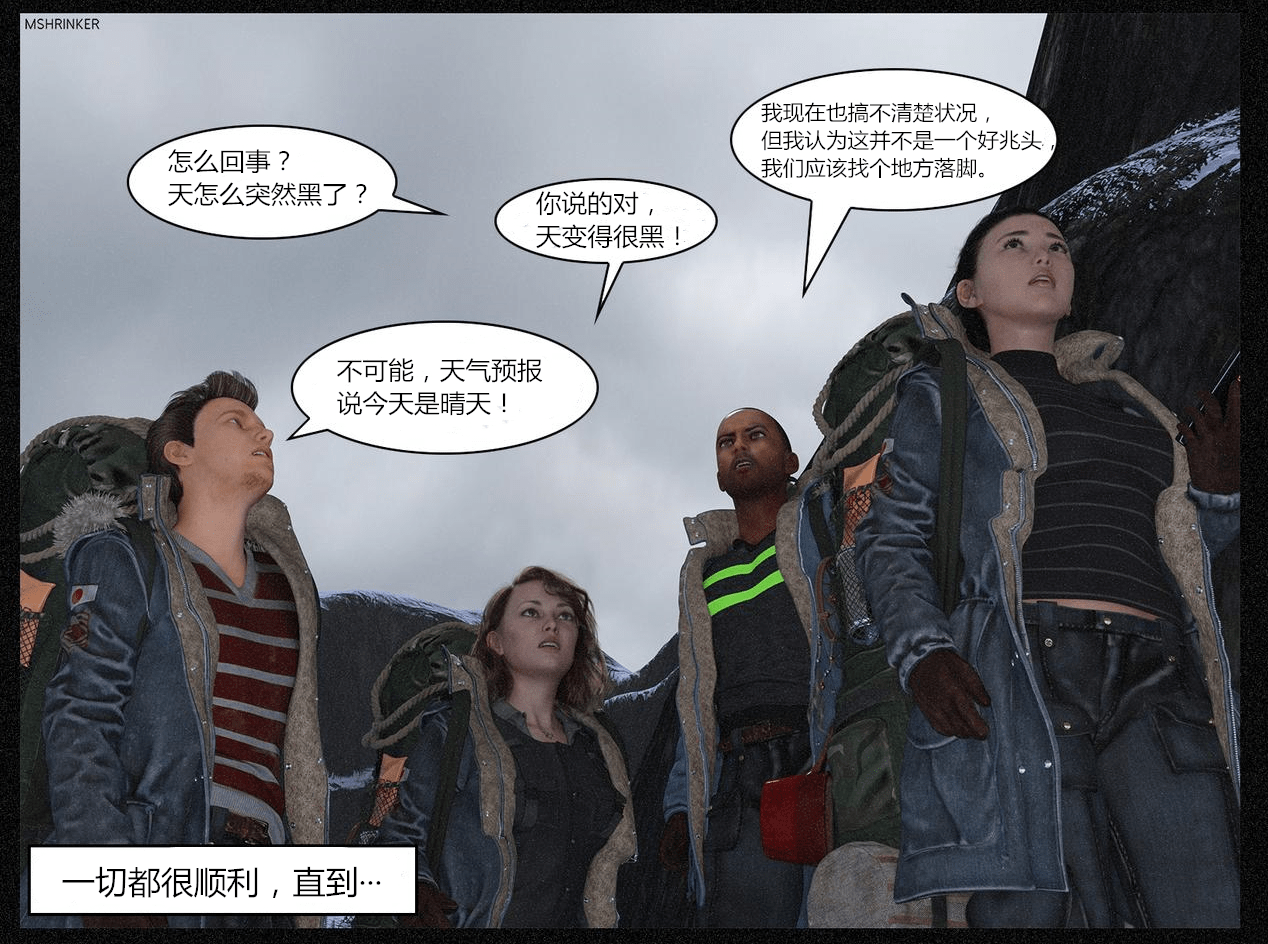 MSHRINKER
怎么回事？
天怎么突然黑了？
你说的对，
天变得很黑！
我现在也搞不清楚状况，
但我认为这并不是一个好兆头，
我们应该找个地方落脚。
不可能，天气预报
说今天是晴天！
一切都很顺利，直到…